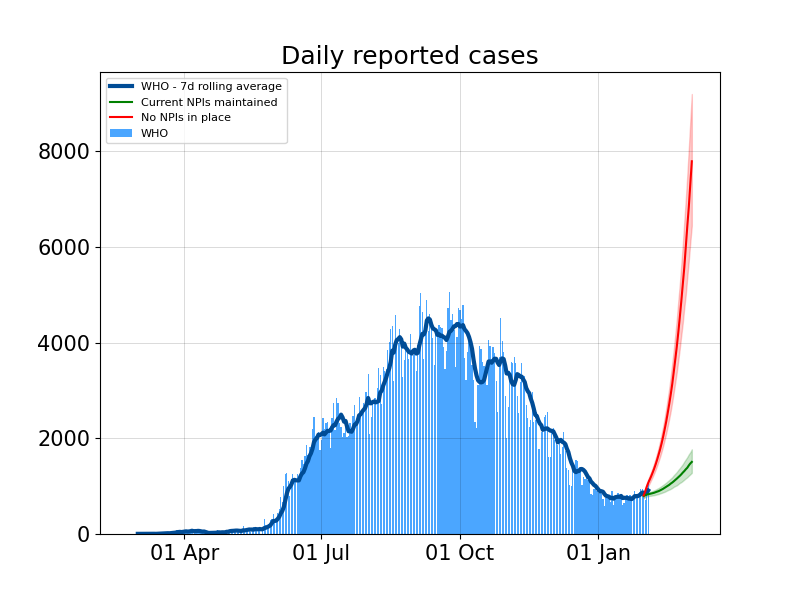 Daily reported cases
WHO - 7d rolling average
Current NPIs maintained
No NPIs in place
WHO
8000
6000
4000
2000
0
01 Apr
01 Jul
01 Oct
01 Jan